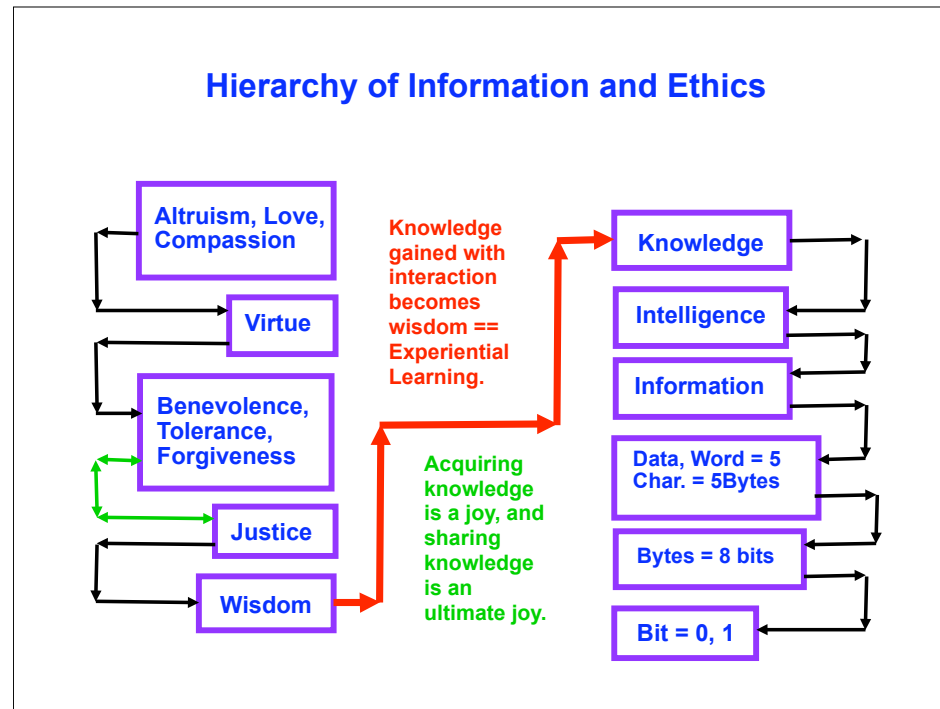 Hierarchy of Information and Ethics
Altruism, Love,
Compassion
Virtue
Benevolence,
Tolerance,
Forgiveness
Justice
Wisdom
Knowledge
gained with
interaction
becomes
wisdom ==
Experiential
Learning.
Acquiring
knowledge
is a joy, and
sharing
knowledge
is an
ultimate joy.
Knowledge
Intelligence
Information
Data, Word = 5
Char. = 5Bytes
Bytes = 8 bits
Bit = 0, 1